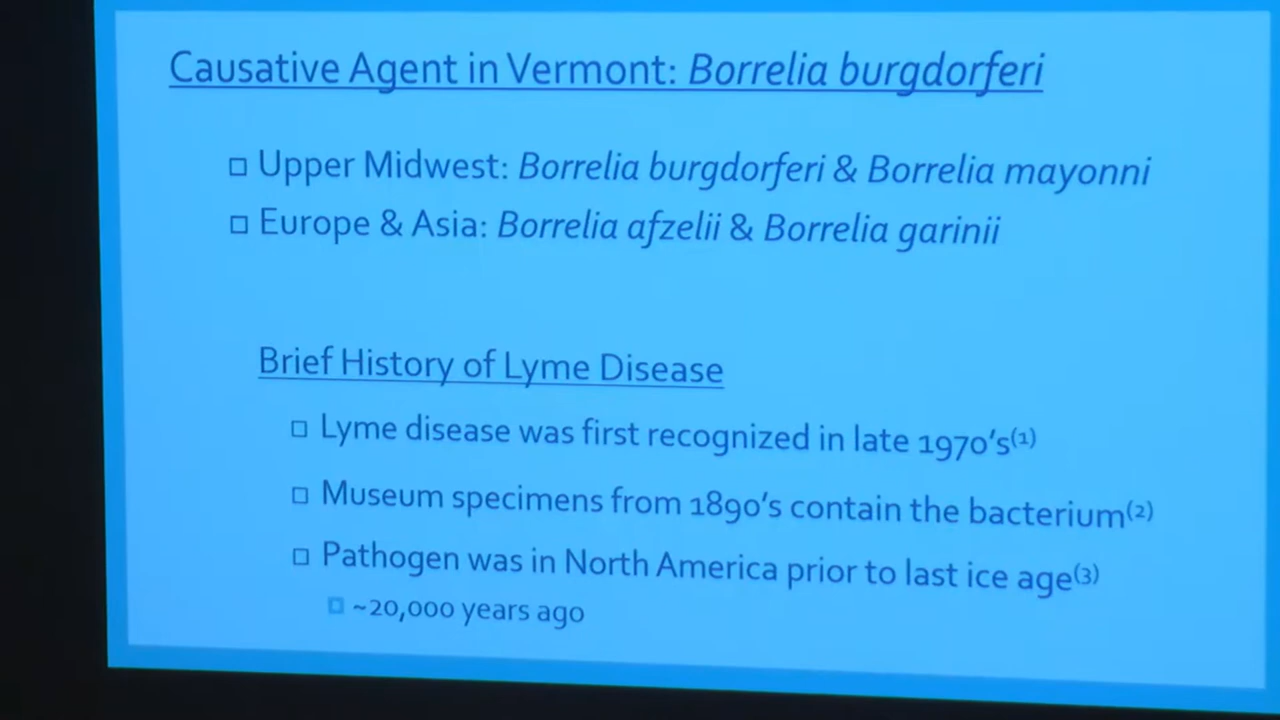 Causative Agent in Vermont: Borrelia burgdorferi
Upper Midwest: Borrelia burgdorferi & Borrelia mayonni
Europe & Asia: Borrelia afzelii & Borrelia garinii
Brief History of Lyme Disease
Lyme disease was first recognized in late 1970's(1)
Museum specimens from 1890's contain the bacterium(2)
Pathogen was in North America prior to last ice age(3)
~20,000 years ago